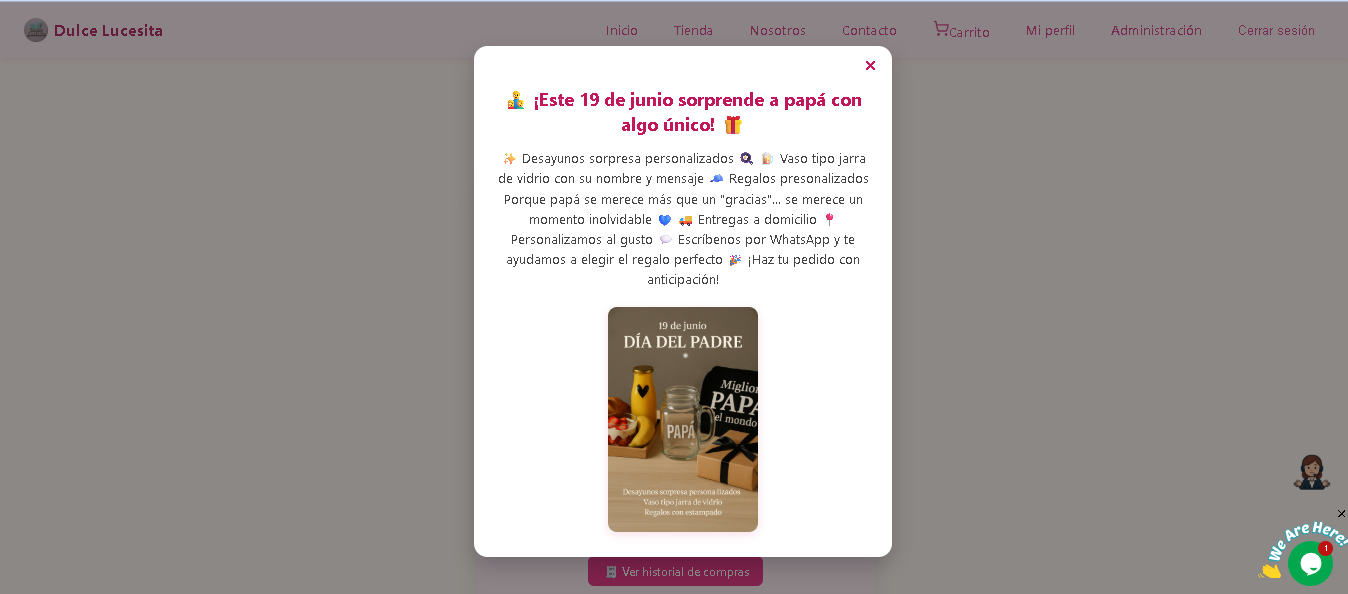 Dulce Lucesita
Inicio Tienda Nosotros Contacto Carrito Mi perfil Administración Cerrar sesión
×
🧑‍🍼 ¡Este 19 de junio sorprende a papá con
algo único! 🎁
✨ Desayunos sorpresa personalizados 🍳 🍺 Vaso tipo jarra
de vidrio con su nombre y mensaje 🧢 Regalos presonalizados
Porque papá se merece más que un "gracias"... se merece un
momento inolvidable 💙 🚚 Entregas a domicilio 📍
Personalizamos al gusto 💬 Escríbenos por WhatsApp y te
ayudamos a elegir el regalo perfecto 🎉 ¡Haz tu pedido con
anticipación!
19 de junio
DÍA DEL PADRE
Miglior
PAPÁ
el mondo
PAPÁ
Desayunos sorpresa personalizados
Vaso tipo jarra de vidrio
Regalos con estampado
🧾 Ver historial de compras
×
We Are Here!
1